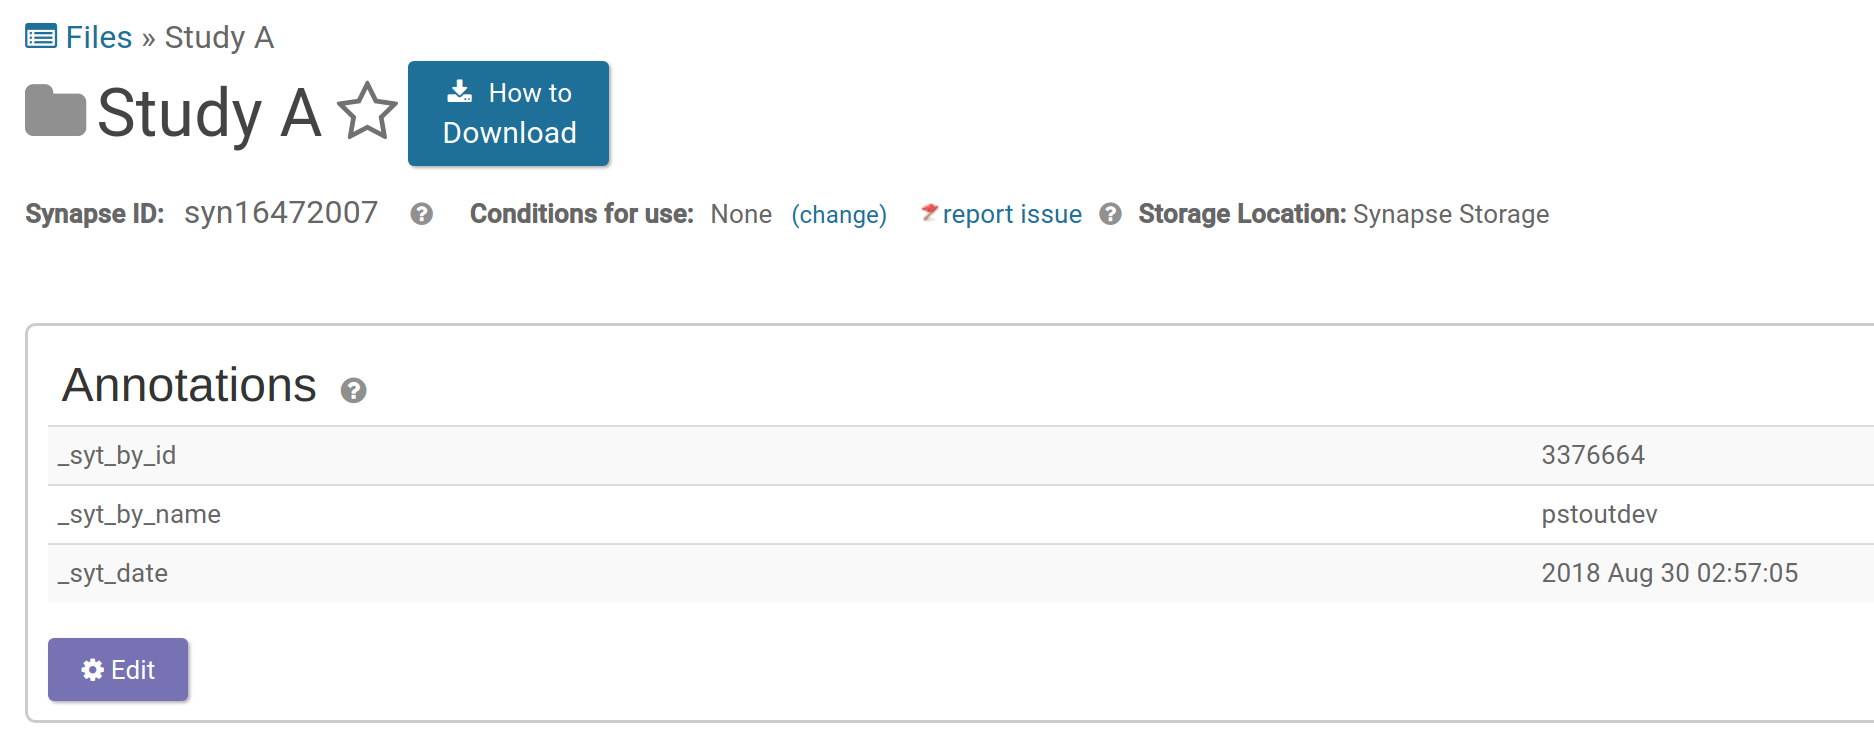 Files » Study A
Study A
How to
Download
Synapse ID: syn16472007 Conditions for use: None (change) report issue Storage Location: Synapse Storage
Annotations
_syt_by_id 3376664
_syt_by_name pstoutdev
_syt_date 2018 Aug 30 02:57:05
Edit